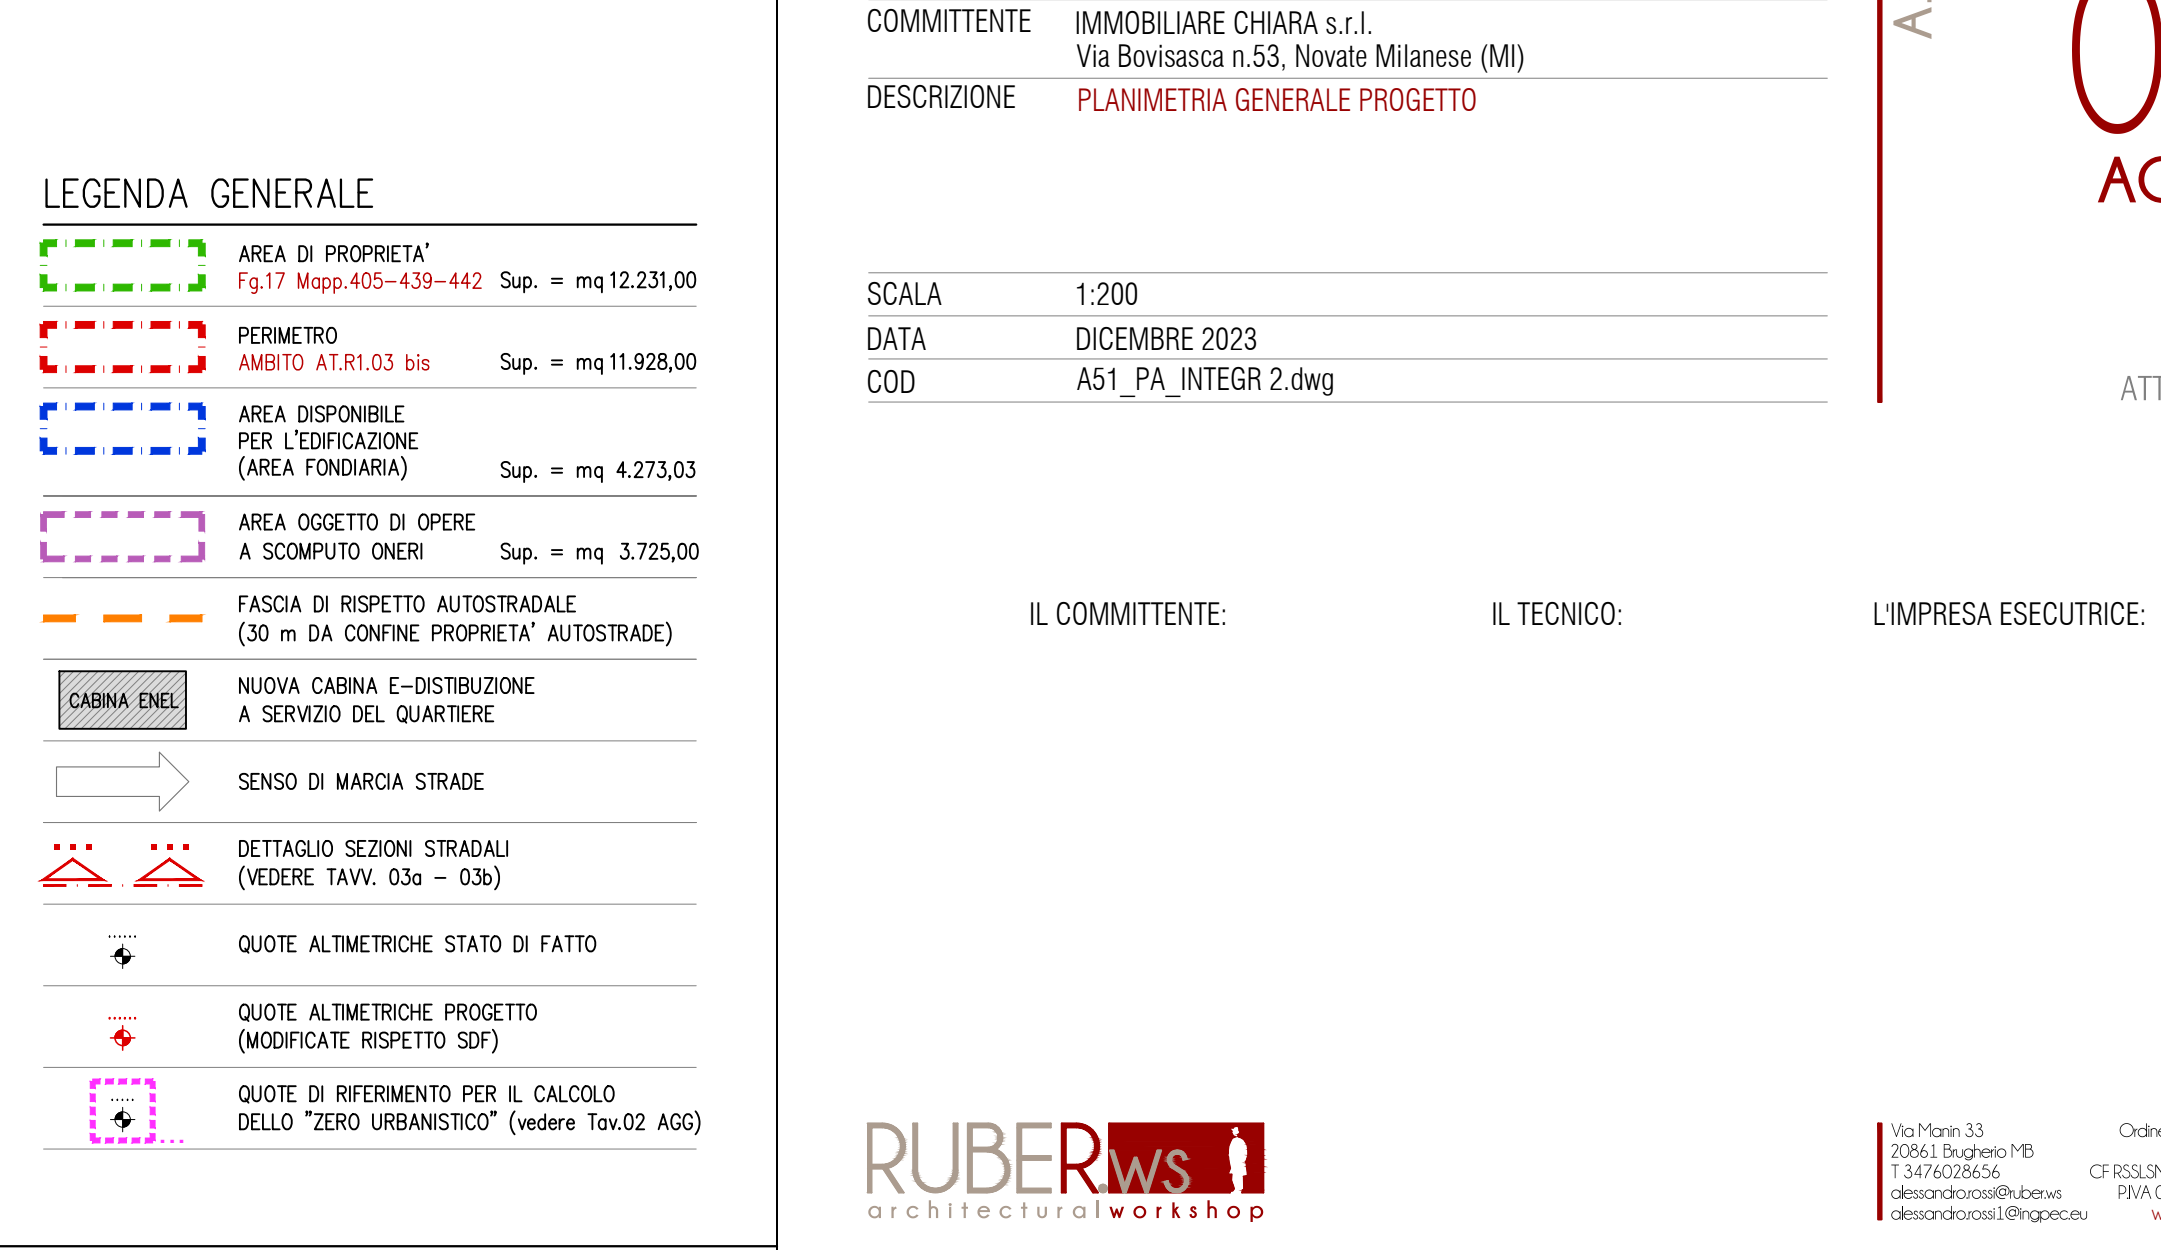 LEGENDA GENERALE
AREA DI PROPRIETA'
Fg.17 Mapp.405-439-442 Sup. = mq 12.231,00
PERIMETRO
AMBITO AT.R1.03 bis Sup. = mq 11.928,00
AREA DISPONIBILE
PER L'EDIFICAZIONE
(AREA FONDIARIA) Sup. = mq 4.273,03
AREA OGGETTO DI OPERE
A SCOMPUTO ONERI Sup. = mq 3.725,00
FASCIA DI RISPETTO AUTOSTRADALE
(30 m DA CONFINE PROPRIETA' AUTOSTRADE)
CABINA ENEL
NUOVA CABINA E-DISTIBUZIONE
A SERVIZIO DEL QUARTIERE
SENSO DI MARCIA STRADE
DETTAGLIO SEZIONI STRADALI
(VEDERE TAVV. 03a - 03b)
QUOTE ALTIMETRICHE STATO DI FATTO
QUOTE ALTIMETRICHE PROGETTO
(MODIFICATE RISPETTO SDF)
QUOTE DI RIFERIMENTO PER IL CALCOLO
DELLO "ZERO URBANISTICO" (vedere Tav.02 AGG)
COMMITTENTE IMMOBILIARE CHIARA s.r.l.
Via Bovisasca n.53, Novate Milanese (MI)
DESCRIZIONE PLANIMETRIA GENERALE PROGETTO
SCALA 1:200
DATA DICEMBRE 2023
COD A51_PA_INTEGR 2.dwg
A.
0
ATT
IL COMMITTENTE: IL TECNICO: L'IMPRESA ESECUTRICE:
RUBER.WS
architecturalworkshop
Via Manin 33
20861 Brugherio MB
T 3476028656
alessandro.rossi@ruber.ws
alessandro.rossi1@ingpec.eu
Ordine
CF RSSLSN
P.IVA 0
w